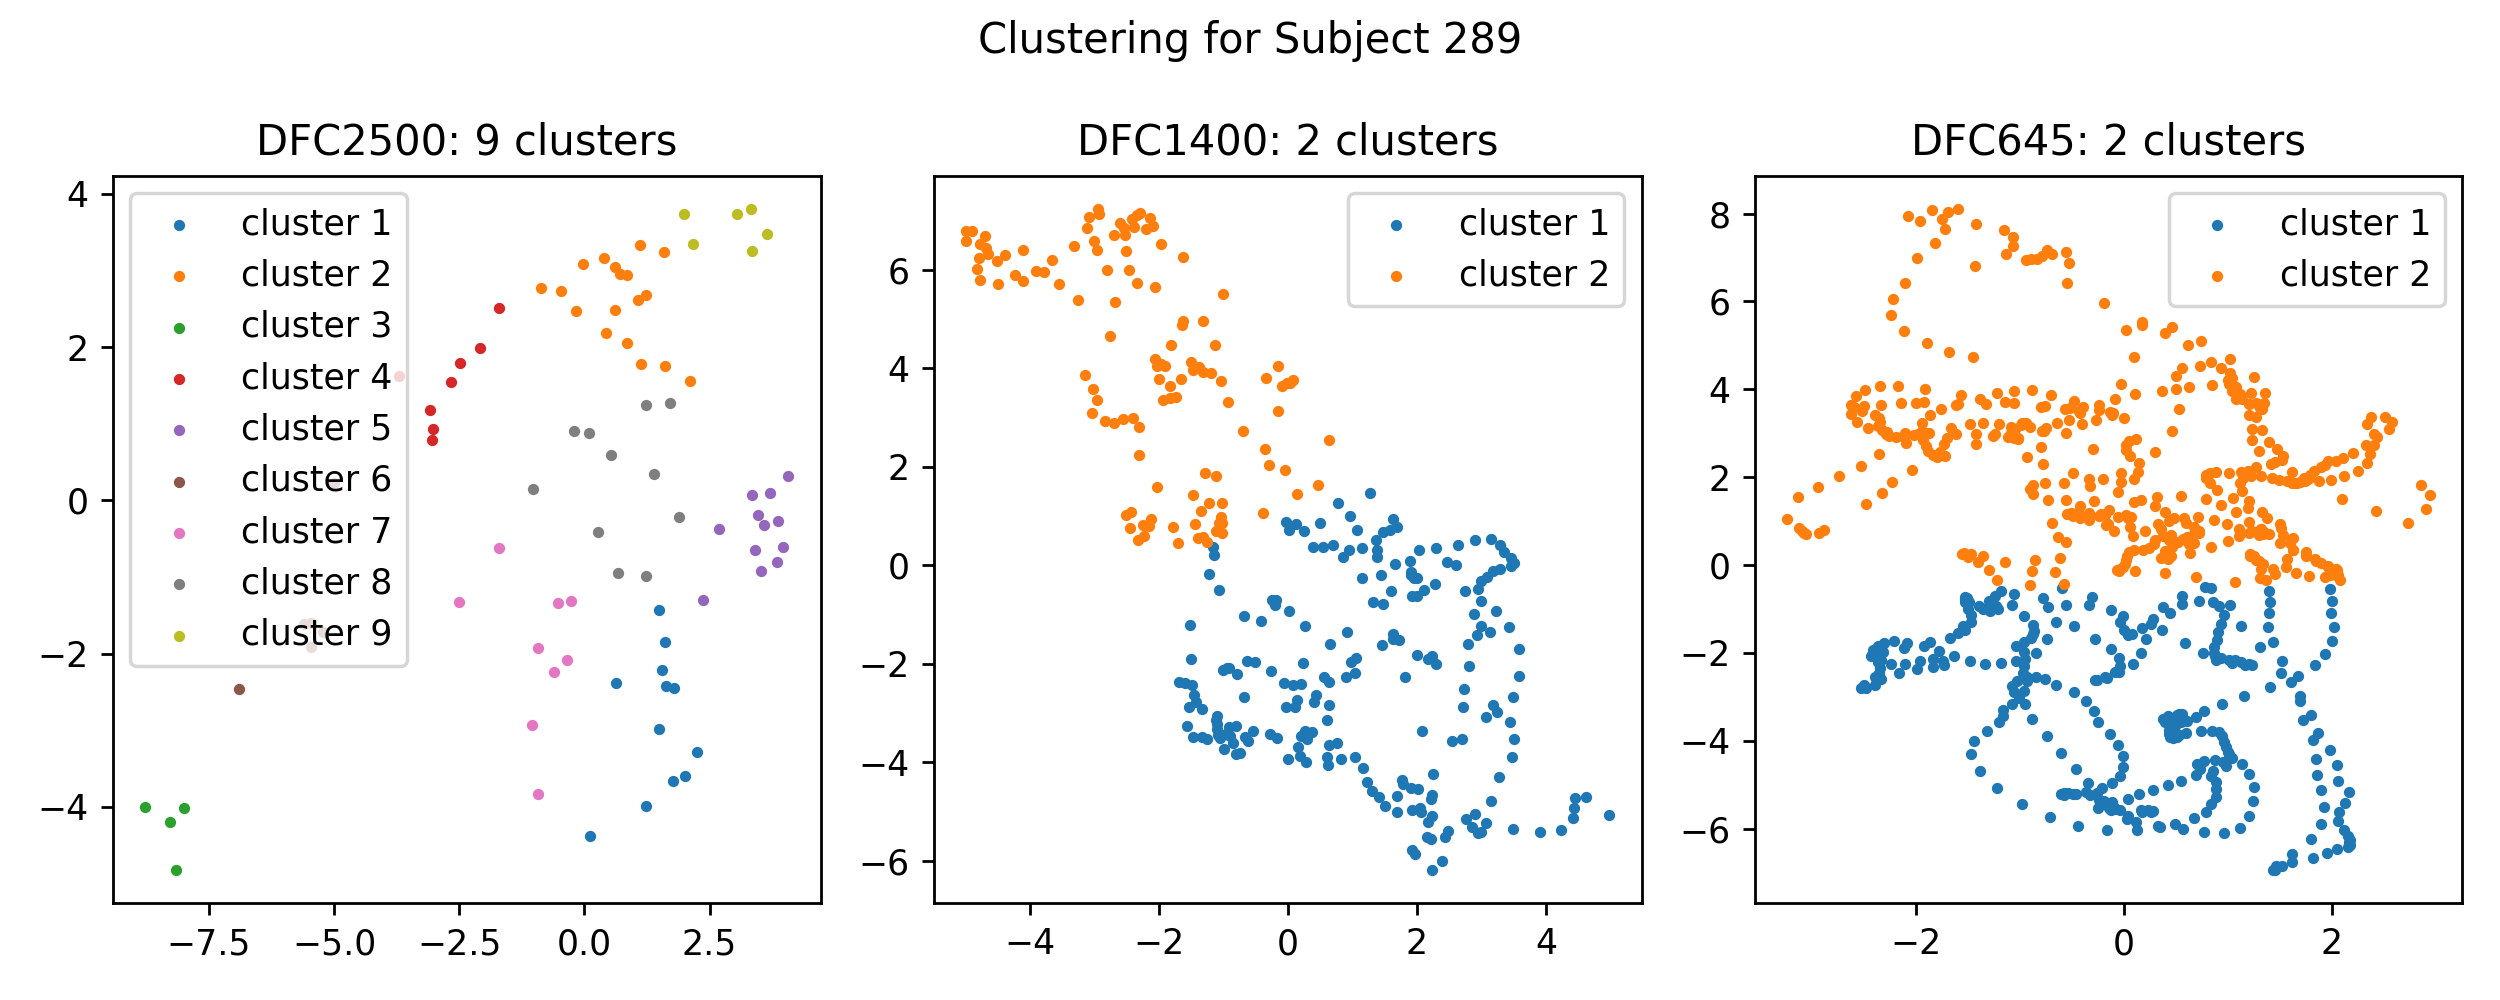 Clustering for Subject 289
DFC2500: 9 clusters
4
2
0
−2
−4
−7.5
−5.0
−2.5
0.0
2.5
cluster 1
cluster 2
cluster 3
cluster 4
cluster 5
cluster 6
cluster 7
cluster 8
cluster 9
DFC1400: 2 clusters
6
4
2
0
−2
−4
−6
−4
−2
0
2
4
cluster 1
cluster 2
DFC645: 2 clusters
8
6
4
2
0
−2
−4
−6
−2
0
2
cluster 1
cluster 2